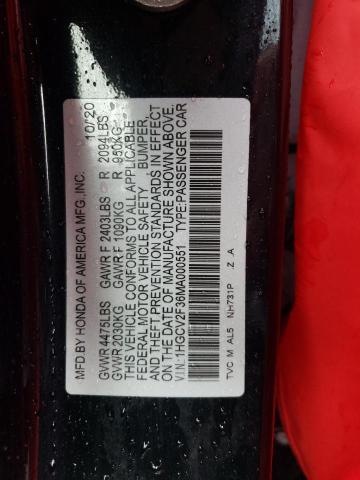 MFD BY HONDA OF AMERICA MFG., INC. 10/20
GVWR 4475LBS GAWR F 2403LBS R 2094LBS
GVWR 2030KG GAWR F 1090KG R 950KG
THIS VEHICLE CONFORMS TO ALL APPLICABLE
FEDERAL MOTOR VEHICLE SAFETY BUMPER,
AND THEFT PREVENTION STANDARDS IN EFFECT
ON THE DATE OF MANUFACTURE SHOWN ABOVE.
V.I.N.: 1HGCV2F36MA000551 TYPE:PASSENGER CAR
TVC M AL5 NH731P Z A